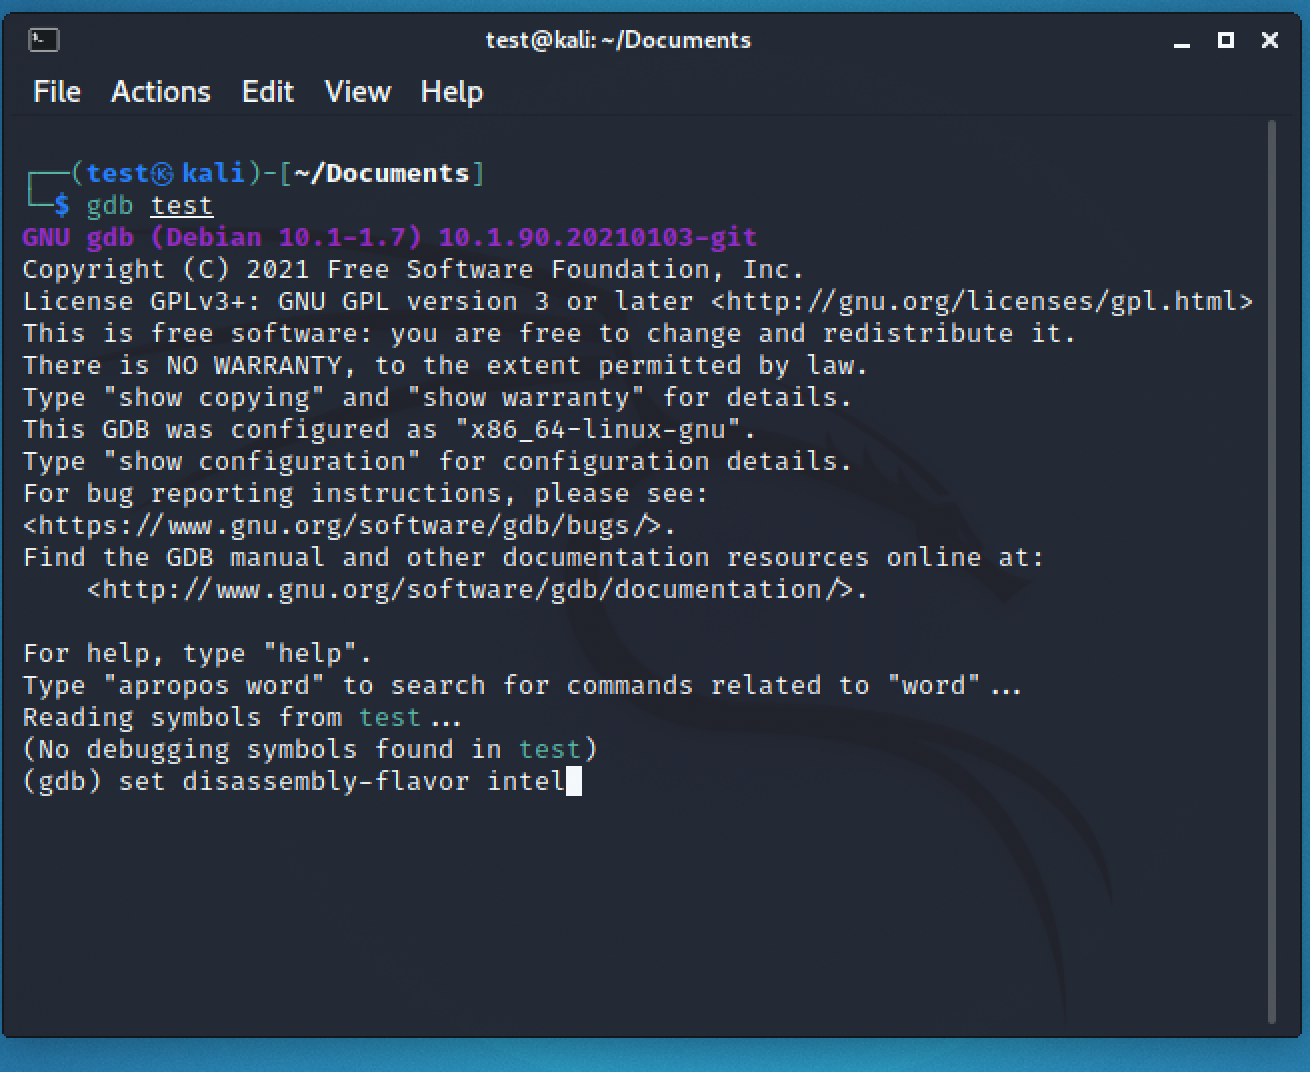 test@kali: ~/Documents
File Actions Edit View Help
┌──(test㉿kali)-[~/Documents]
└─$ gdb test
GNU gdb (Debian 10.1-1.7) 10.1.90.20210103-git
Copyright (C) 2021 Free Software Foundation, Inc.
License GPLv3+: GNU GPL version 3 or later <http://gnu.org/licenses/gpl.html>
This is free software: you are free to change and redistribute it.
There is NO WARRANTY, to the extent permitted by law.
Type "show copying" and "show warranty" for details.
This GDB was configured as "x86_64-linux-gnu".
Type "show configuration" for configuration details.
For bug reporting instructions, please see:
<https://www.gnu.org/software/gdb/bugs/>.
Find the GDB manual and other documentation resources online at:
    <http://www.gnu.org/software/gdb/documentation/>.
For help, type "help".
Type "apropos word" to search for commands related to "word"...
Reading symbols from test...
(No debugging symbols found in test)
(gdb) set disassembly-flavor intel